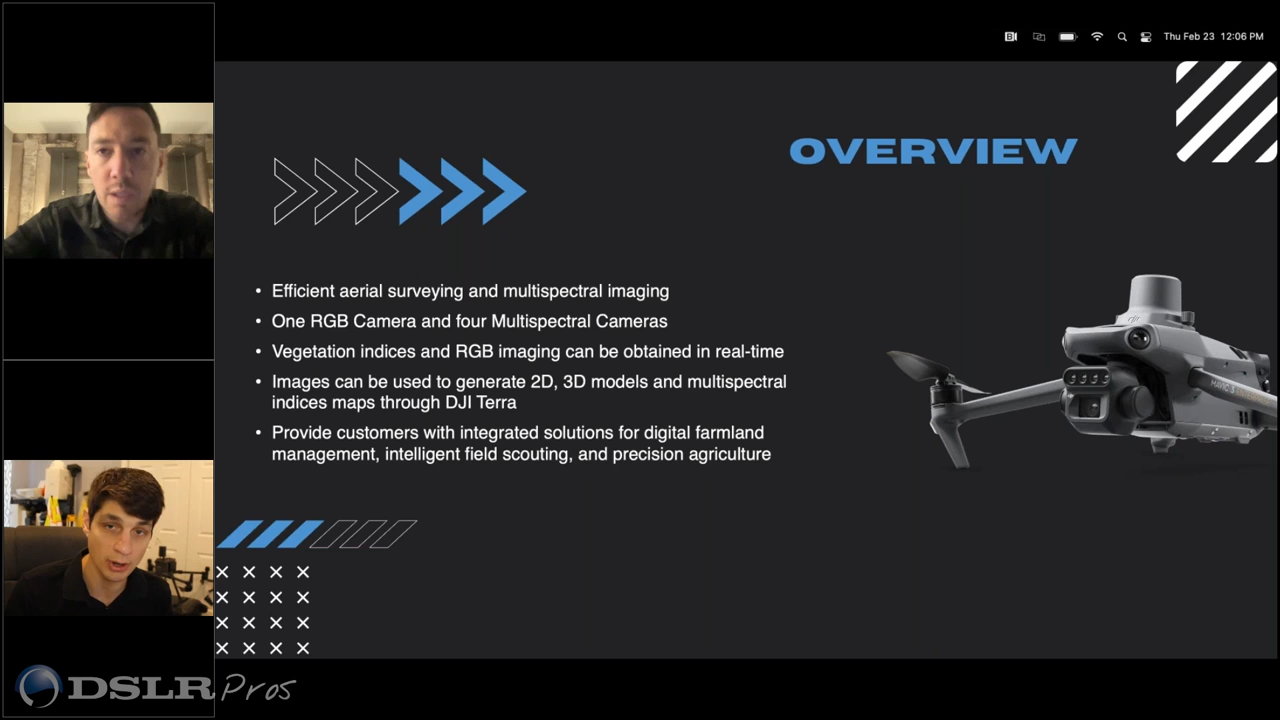 Thu Feb 23 12:06 PM
OVERVIEW
• Efficient aerial surveying and multispectral imaging
• One RGB Camera and four Multispectral Cameras
• Vegetation indices and RGB imaging can be obtained in real-time
• Images can be used to generate 2D, 3D models and multispectral
indices maps through DJI Terra
• Provide customers with integrated solutions for digital farmland
management, intelligent field scouting, and precision agriculture
MAVIC 3
DSLR Pros